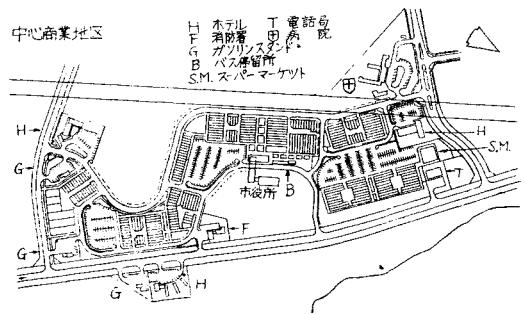 中心商業地区
H ホテル T 電話局
F 消防署 田 病院
G ガソリンスタンド
B バス停留所
S.M. スーパーマーケット
H
H
G
S.M.
市役所
B
T
F
G
G
H